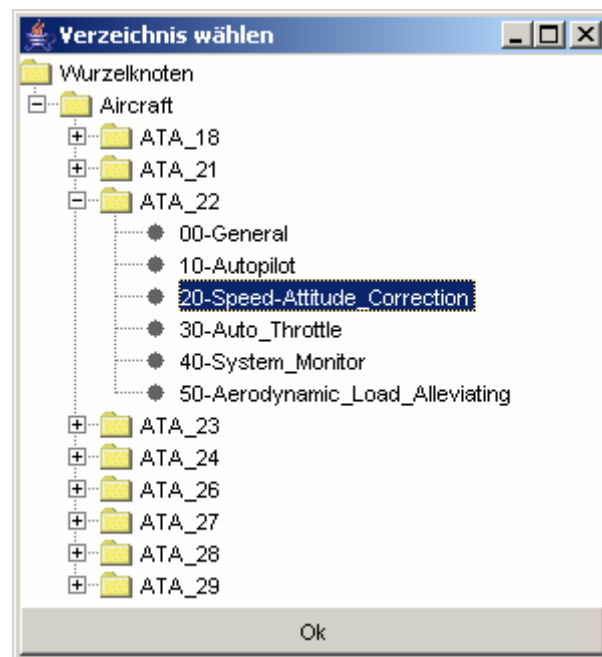 Verzeichnis wählen
Wurzelknoten
Aircraft
ATA_18
ATA_21
ATA_22
00-General
10-Autopilot
20-Speed-Attitude_Correction
30-Auto_Throttle
40-System_Monitor
50-Aerodynamic_Load_Alleviating
ATA_23
ATA_24
ATA_26
ATA_27
ATA_28
ATA_29
Ok